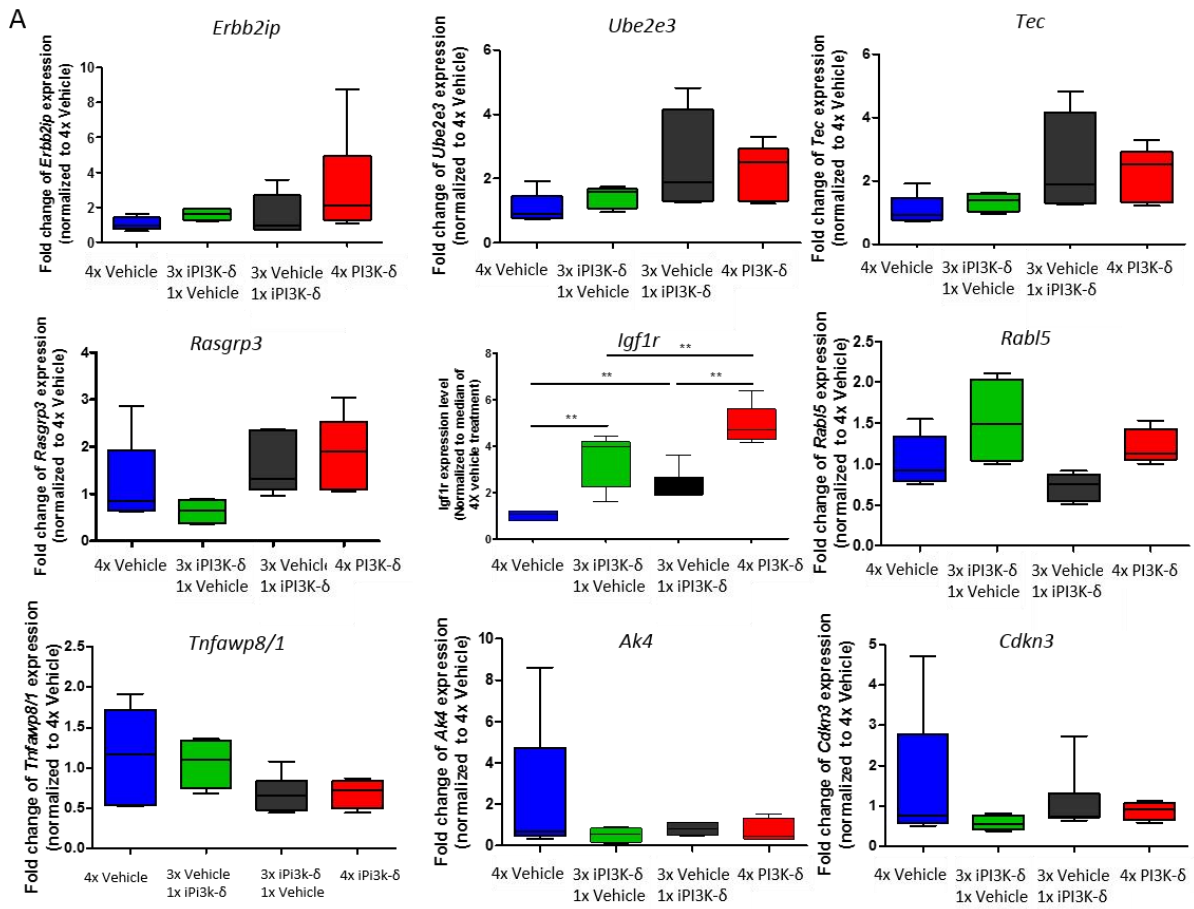 A
Erbb2ip
Fold change of Erbb2ip expression
(normalized to 4x Vehicle)
10
8
6
4
2
0
4x Vehicle 3x iPI3K-δ 3x Vehicle 4x PI3K-δ
1x Vehicle 1x iPI3K-δ
Ube2e3
Fold change of Ube2e3 expression
(normalized to 4x Vehicle)
6
4
2
0
4x Vehicle 3x iPI3K-δ 3x Vehicle 4x PI3K-δ
1x Vehicle 1x iPI3K-δ
Tec
Fold change of Tec expression
(normalized to 4x Vehicle)
6
4
2
0
4x Vehicle 3x iPI3K-δ 3x Vehicle 4x PI3K-δ
1x Vehicle 1x iPI3K-δ
Rasgrp3
Fold change of Rasgrp3 expression
(normalized to 4x Vehicle)
4
3
2
1
0
4x Vehicle 3x iPI3K-δ 3x Vehicl 4x PI3K-δ
1x Vehicle 1x iPI3K-δ
Igf1r
Igf1r expression level
(Normalized to median of
4X vehicle treatment)
8
6
4
2
0
**
** **
**
4x Vehicle 3x iPI3K-δ 3x Vehicle 4x PI3K-δ
1x Vehicle 1x iPI3K-δ
Rabl5
Fold change of Rabl5 expression
(normalized to 4x Vehicle)
2.5
2.0
1.5
1.0
0.5
0.0
4x Vehicle 3x iPI3K-δ 3x Vehicle 4x PI3K-δ
1x Vehicle 1x iPI3K-δ
Tnfawp8/1
Fold change of Tnfawp8/1 expression
(normalized to 4x Vehicle)
2.5
2.0
1.5
1.0
0.5
0.0
4x Vehicle 3x Vehicle 3x iPi3K-δ 4x iPi3K-δ
1x iPi3k-δ 1x Vehicle
Ak4
Fold change of Ak4 expression
(normalized to 4x Vehicle)
10
8
6
4
2
0
4x Vehicle 3x iPI3K-δ 3x Vehicle 4x PI3K-δ
1x Vehicle 1x iPI3K-δ
Cdkn3
Fold change of Cdkn3 expression
(normalized to 4x Vehicle)
5
4
3
2
1
0
4x Vehicle 3x iPI3K-δ 3x Vehicle 4x PI3K-δ
1x Vehicle 1x iPI3K-δ